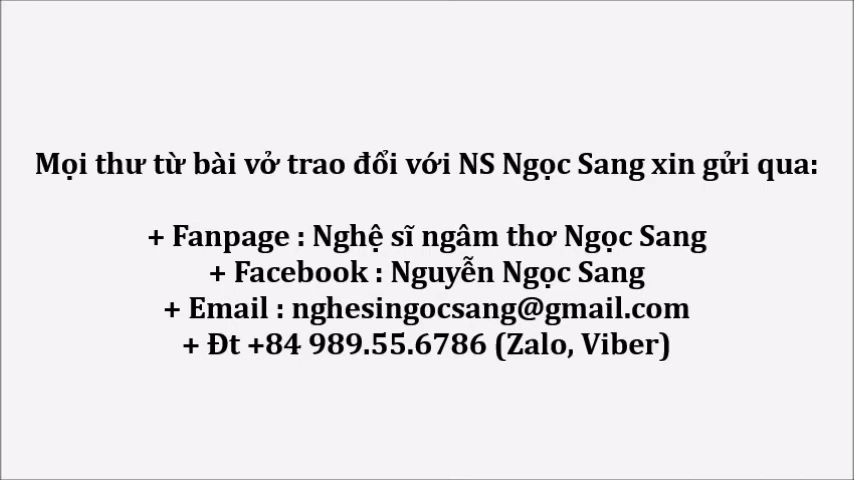 Mọi thư từ bài vở trao đổi với NS Ngọc Sang xin gửi qua:
+ Fanpage : Nghệ sĩ ngâm thơ Ngọc Sang
+ Facebook : Nguyễn Ngọc Sang
+ Email : nghesingocsang@gmail.com
+ Đt +84 989.55.6786 (Zalo, Viber)